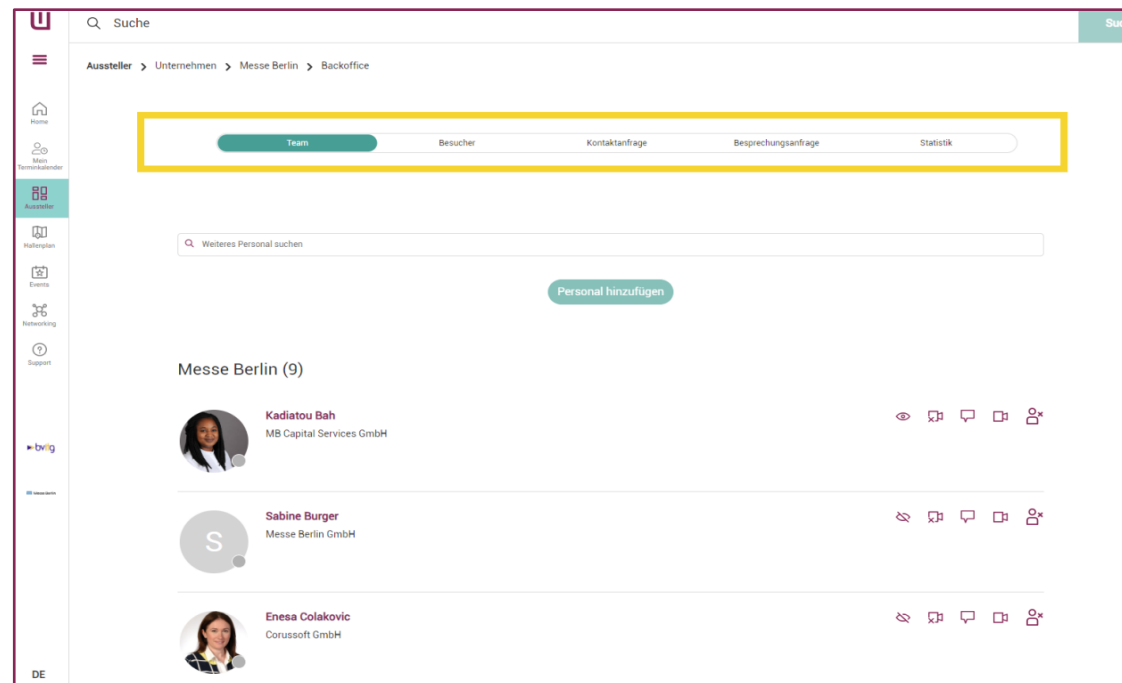 Suche
Aussteller > Unternehmen > Messe Berlin > Backoffice
Home
Mein
Terminkalender
Aussteller
Hallenplan
Events
Networking
Support
DE
Team Besucher Kontaktanfrage Besprechungsanfrage Statistik
Weiteres Personal suchen
Personal hinzufügen
Messe Berlin (9)
Kadiatou Bah
MB Capital Services GmbH
S
Sabine Burger
Messe Berlin GmbH
Enesa Colakovic
Corussoft GmbH